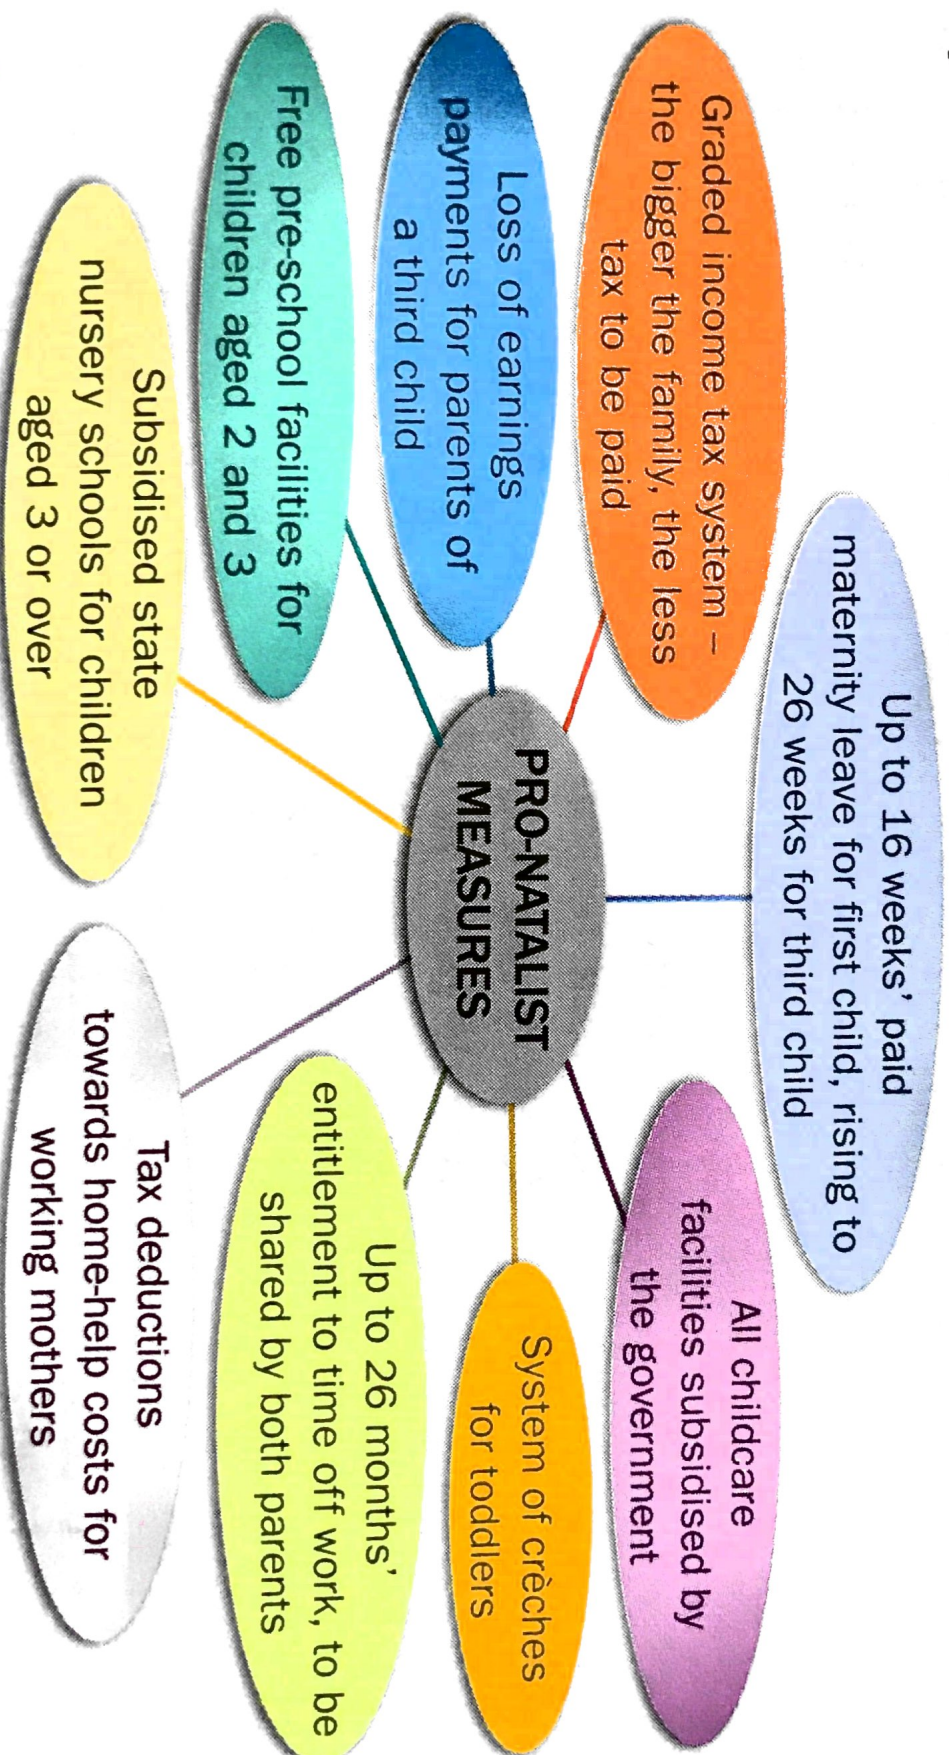 Up to 16 weeks' paid
maternity leave for first child, rising to
26 weeks for third child
Graded income tax system –
the bigger the family, the less
tax to be paid
All childcare
facilities subsidised by
the government
Loss of earnings
payments for parents of
a third child
PRO-NATALIST
MEASURES
System of crèches
for toddlers
Free pre-school facilities for
children aged 2 and 3
Up to 26 months'
entitlement to time off work, to be
shared by both parents
Subsidised state
nursery schools for children
aged 3 or over
Tax deductions
towards home-help costs for
working mothers